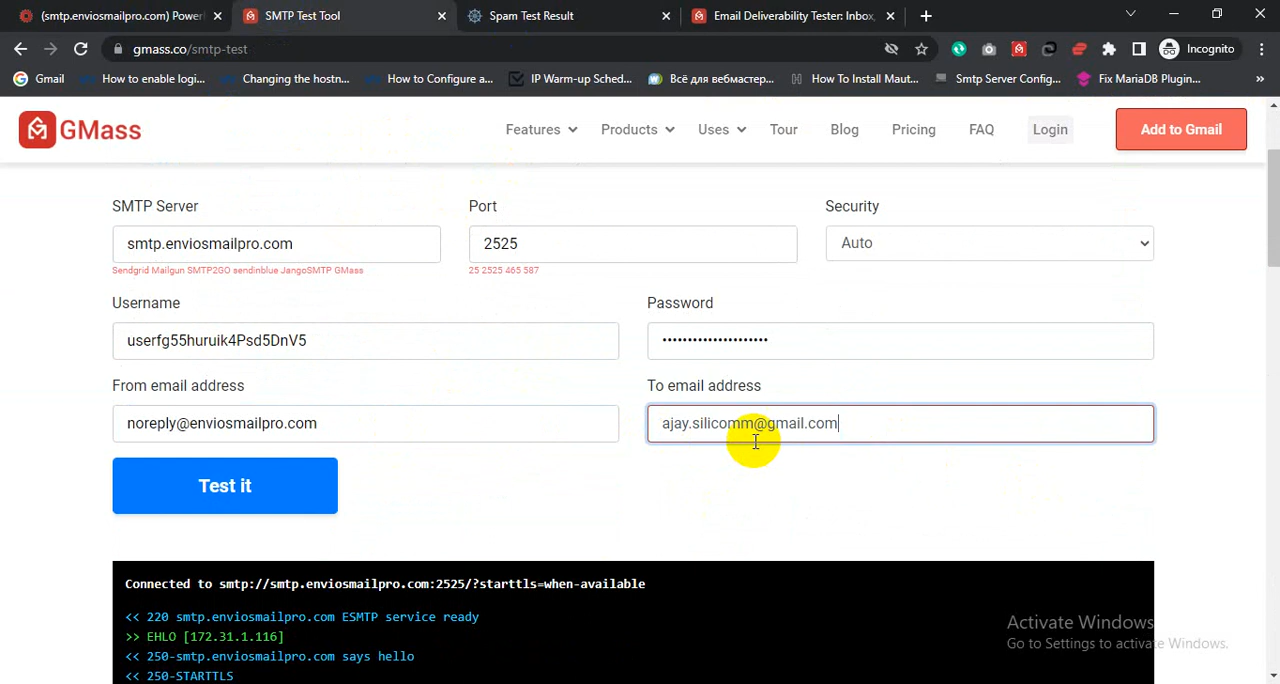 (smtp.enviosmailpro.com) Power
SMTP Test Tool
Spam Test Result
Email Deliverability Tester: Inbox,
gmass.co/smtp-test
Incognito
Gmail
How to enable logi...
Changing the hostn...
How to Configure a...
IP Warm-up Sched...
Всё для вебмастер...
How To Install Maut...
Smtp Server Config...
Fix MariaDB Plugin...
»
GMass
Features
Products
Uses
Tour
Blog
Pricing
FAQ
Login
Add to Gmail
SMTP Server
Port
Security
smtp.enviosmailpro.com
2525
Auto
Sendgrid Mailgun SMTP2GO sendinblue JangoSMTP GMass
25 2525 465 587
Username
Password
userfg55huruik4Psd5DnV5
•••••••••••••••••••••
From email address
To email address
noreply@enviosmailpro.com
ajay.silicomm@gmail.com
Test it
Connected to smtp://smtp.enviosmailpro.com:2525/?starttls=when-available
<< 220 smtp.enviosmailpro.com ESMTP service ready
>> EHLO [172.31.1.116]
<< 250-smtp.enviosmailpro.com says hello
<< 250-STARTTLS
Activate Windows
Go to Settings to activate Windows.